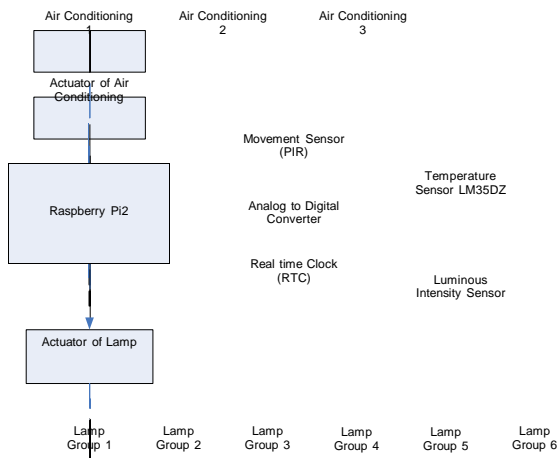 Air Conditioning
1
Air Conditioning
2
Air Conditioning
3
Actuator of Air
Conditioning
Movement Sensor
(PIR)
Temperature
Sensor LM35DZ
Raspberry Pi2
Analog to Digital
Converter
Real time Clock
(RTC)
Luminous
Intensity Sensor
Actuator of Lamp
Lamp
Group 1
Lamp
Group 2
Lamp
Group 3
Lamp
Group 4
Lamp
Group 5
Lamp
Group 6